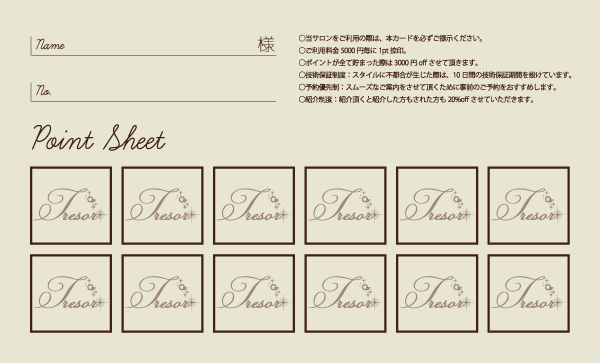 Name 様
No.
○当サロンをご利用の際は、本カードを必ずご提示ください。
○ご利用料金 5000 円毎に 1pt 捺印。
○ポイントが全て貯まった際は 3000 円 off させて頂きます。
○技術保証制度：スタイルに不都合が生じた際は、10 日間の技術保証期間を設けています。
○予約優先制：スムーズなご案内をさせて頂くために事前のご予約をおすすめします。
○紹介制度：紹介頂くと紹介した方もされた方も 20%off させていただきます。
Point Sheet
Tresor Tresor Tresor Tresor Tresor Tresor
Tresor Tresor Tresor Tresor Tresor Tresor